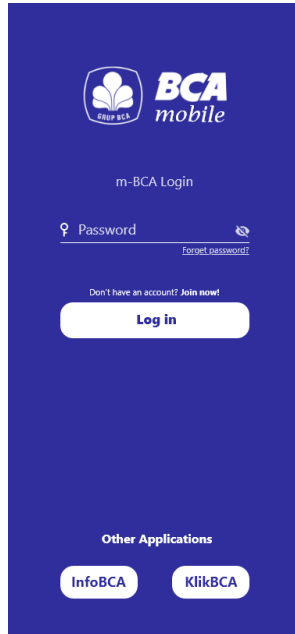 BCA
mobile
GRUP BCA
m-BCA Login
Password
Forget password?
Don't have an account? Join now!
Log in
Other Applications
InfoBCA
KlikBCA